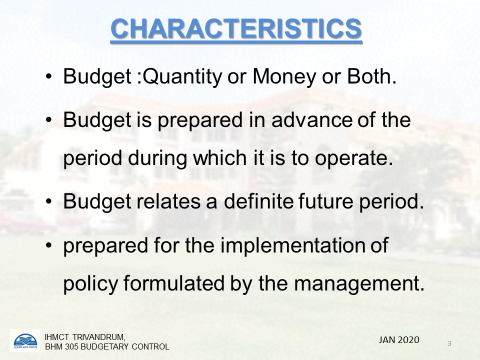 CHARACTERISTICS
• Budget :Quantity or Money or Both.
• Budget is prepared in advance of the
period during which it is to operate.
• Budget relates a definite future period.
• prepared for the implementation of
policy formulated by the management.
IHMCT TRIVANDRUM,
BHM 305 BUDGETARY CONTROL
JAN 2020
3